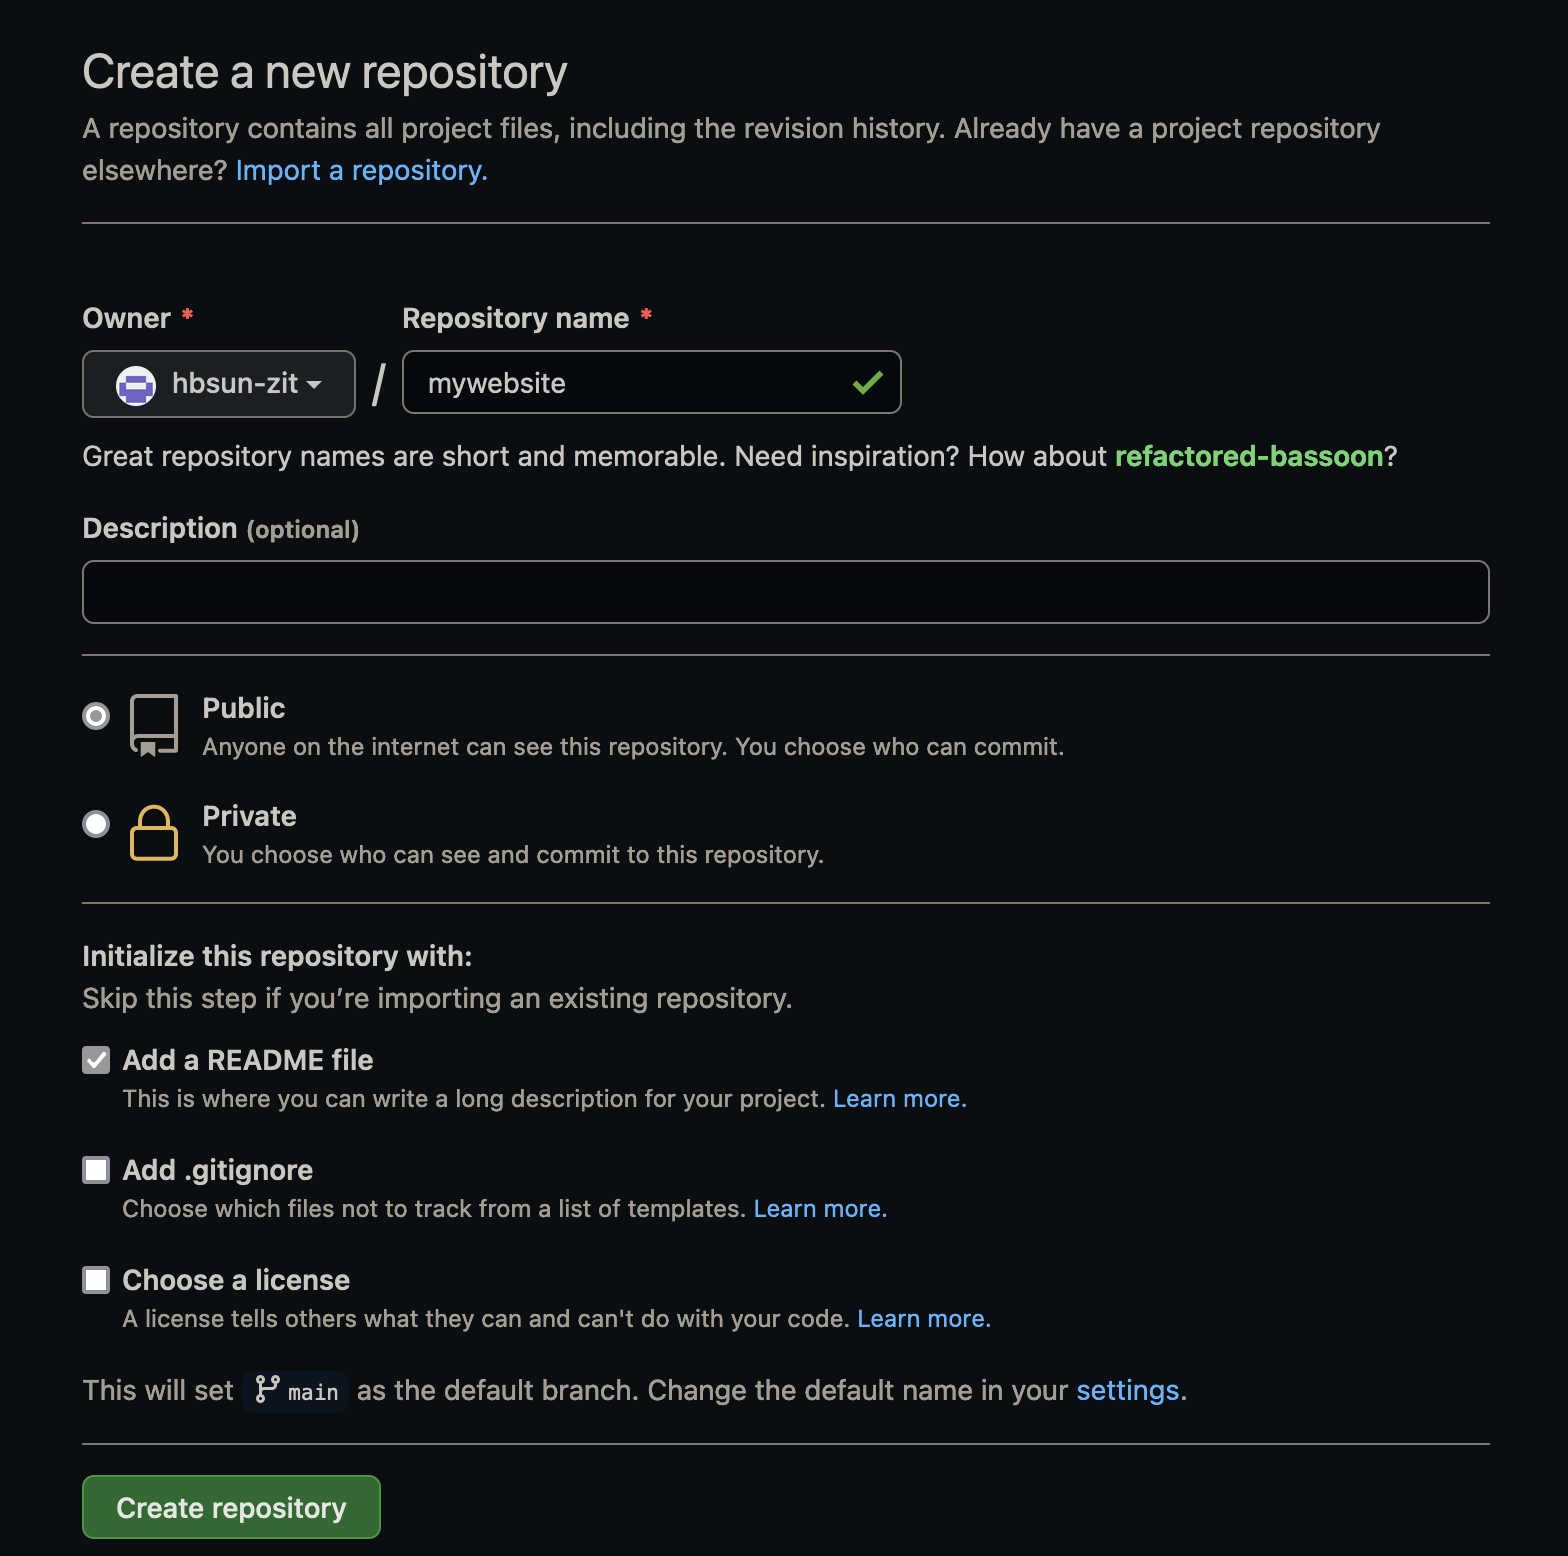 Create a new repository
A repository contains all project files, including the revision history. Already have a project repository
elsewhere? Import a repository.
Owner *
Repository name *
hbsun-zit / mywebsite
Great repository names are short and memorable. Need inspiration? How about refactored-bassoon?
Description (optional)
Public
Anyone on the internet can see this repository. You choose who can commit.
Private
You choose who can see and commit to this repository.
Initialize this repository with:
Skip this step if you’re importing an existing repository.
Add a README file
This is where you can write a long description for your project. Learn more.
Add .gitignore
Choose which files not to track from a list of templates. Learn more.
Choose a license
A license tells others what they can and can't do with your code. Learn more.
This will set main as the default branch. Change the default name in your settings.
Create repository